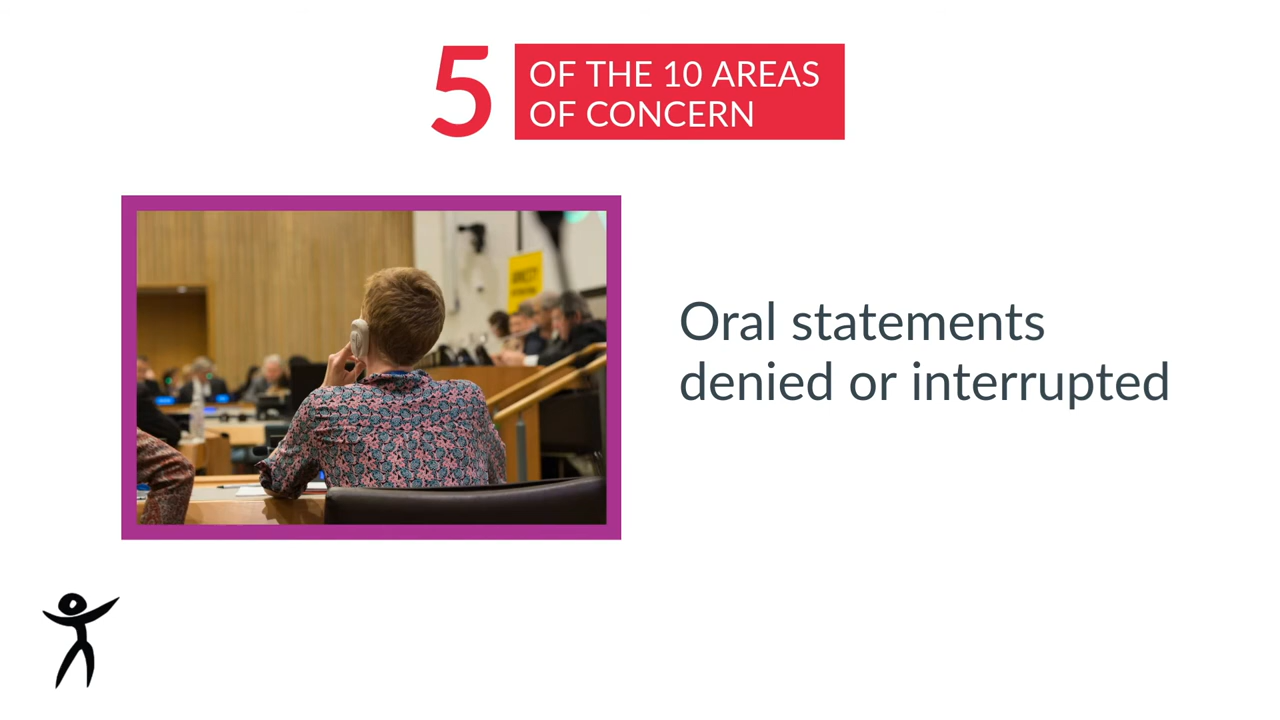 5
OF THE 10 AREAS
OF CONCERN
Oral statements
denied or interrupted